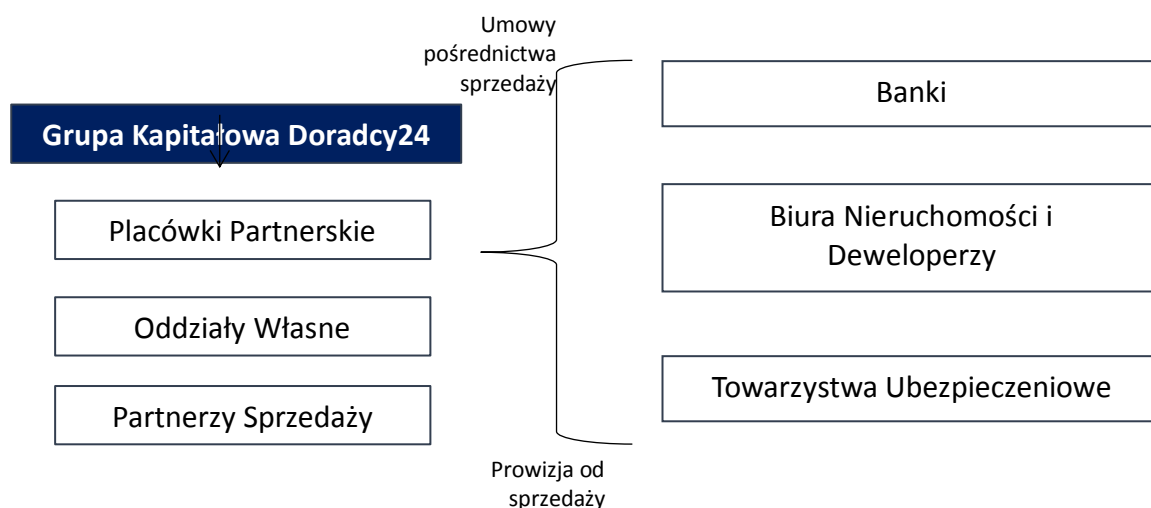 Umowy
pośrednictwa
sprzedaży
Grupa Kapitałowa Doradcy24
Placówki Partnerskie
Oddziały Własne
Partnerzy Sprzedaży
Banki
Biura Nieruchomości i
Deweloperzy
Towarzystwa Ubezpieczeniowe
Prowizja od
sprzedaży